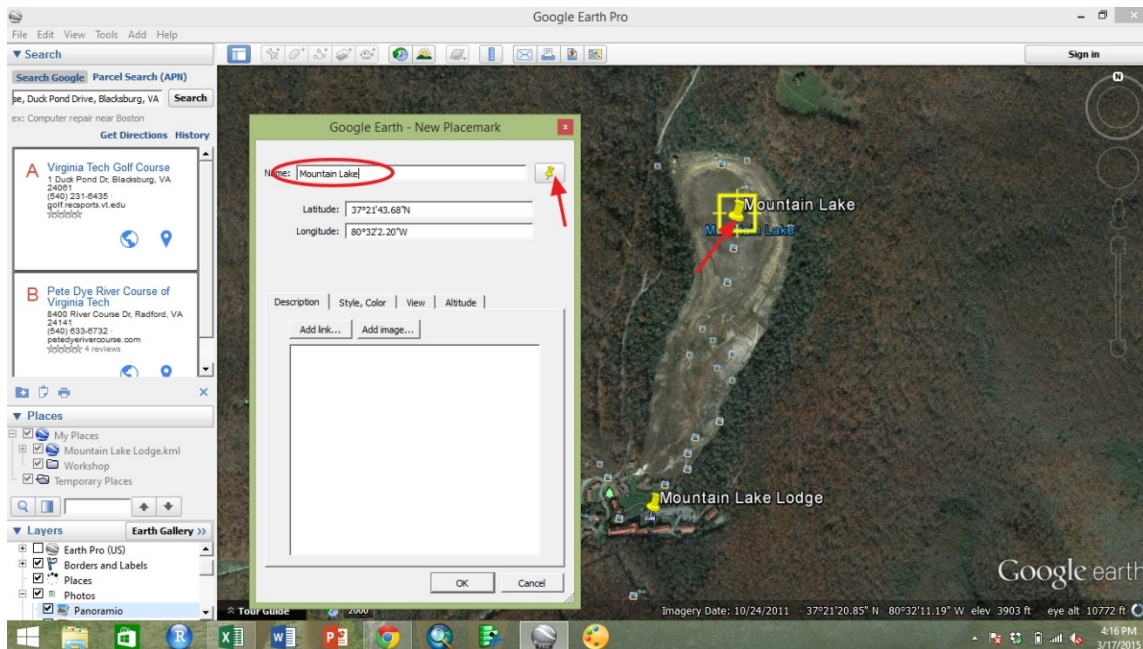 Google Earth Pro
File Edit View Tools Add Help
▼ Search
Sign in
Search Google Parcel Search (APN)
se, Duck Pond Drive, Blacksburg, VA Search
ex: Computer repair near Boston
Get Directions History
A Virginia Tech Golf Course
1 Duck Pond Dr, Blacksburg, VA
24061
(540) 231-6435 ·
golf.recsports.vt.edu
B Pete Dye River Course of
Virginia Tech
8400 River Course Dr, Radford, VA
24141
(540) 633-6732 ·
petedyerivercourse.com
4 reviews
▼ Places
My Places
Mountain Lake Lodge.kml
Workshop
Temporary Places
▼ Layers Earth Gallery >>
Earth Pro (US)
Borders and Labels
Places
Photos
Panoramio
Google Earth - New Placemark
x
Name: Mountain Lake
Latitude: 37°21'43.68"N
Longitude: 80°32'2.20"W
Description Style, Color View Altitude
Add link... Add image...
OK Cancel
N
Mountain Lake
Mountain Lake
Mountain Lake Lodge
Google earth
Tour Guide 2000 Imagery Date: 10/24/2011 37°21'20.85" N 80°32'11.19" W elev 3903 ft eye alt 10772 ft
R X W P PRO
4:16 PM
3/17/2015